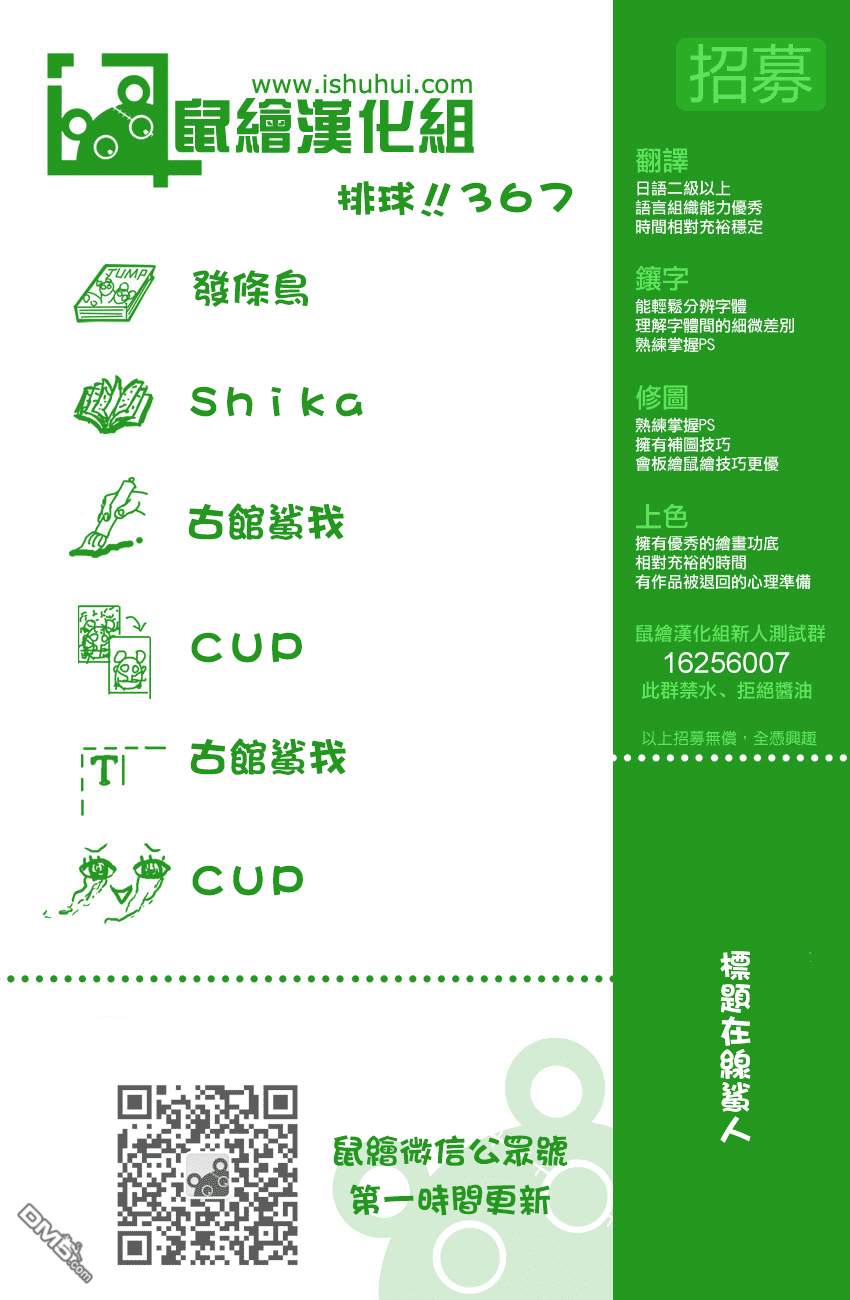 www.ishuhui.com
鼠繪漢化組
排球!!367
JUMP
發條鳥
Shika
古館鯊我
CUP
T
古館鯊我
CUP
鼠繪微信公眾號
第一時間更新
DM5.com
招募
翻譯
日語二級以上
語言組織能力優秀
時間相對充裕穩定
鑲字
能輕鬆分辨字體
理解字體間的細微差別
熟練掌握PS
修圖
熟練掌握PS
擁有補圖技巧
會板繪鼠繪技巧更優
上色
擁有優秀的繪畫功底
相對充裕的時間
有作品被退回的心理準備
鼠繪漢化組新人測試群
16256007
此群禁水、拒絕醬油
以上招募無償，全憑興趣
標題在線鯊人